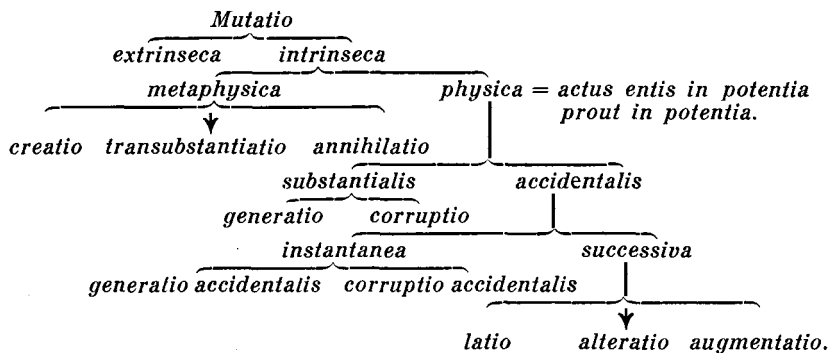 Mutatio
extrinseca intrinseca
metaphysica physica = actus entis in potentia
prout in potentia.
creatio transubstantiatio annihilatio
substantialis accidentalis
generatio corruptio
instantanea successiva
generatio accidentalis corruptio accidentalis
latio alteratio augmentatio.